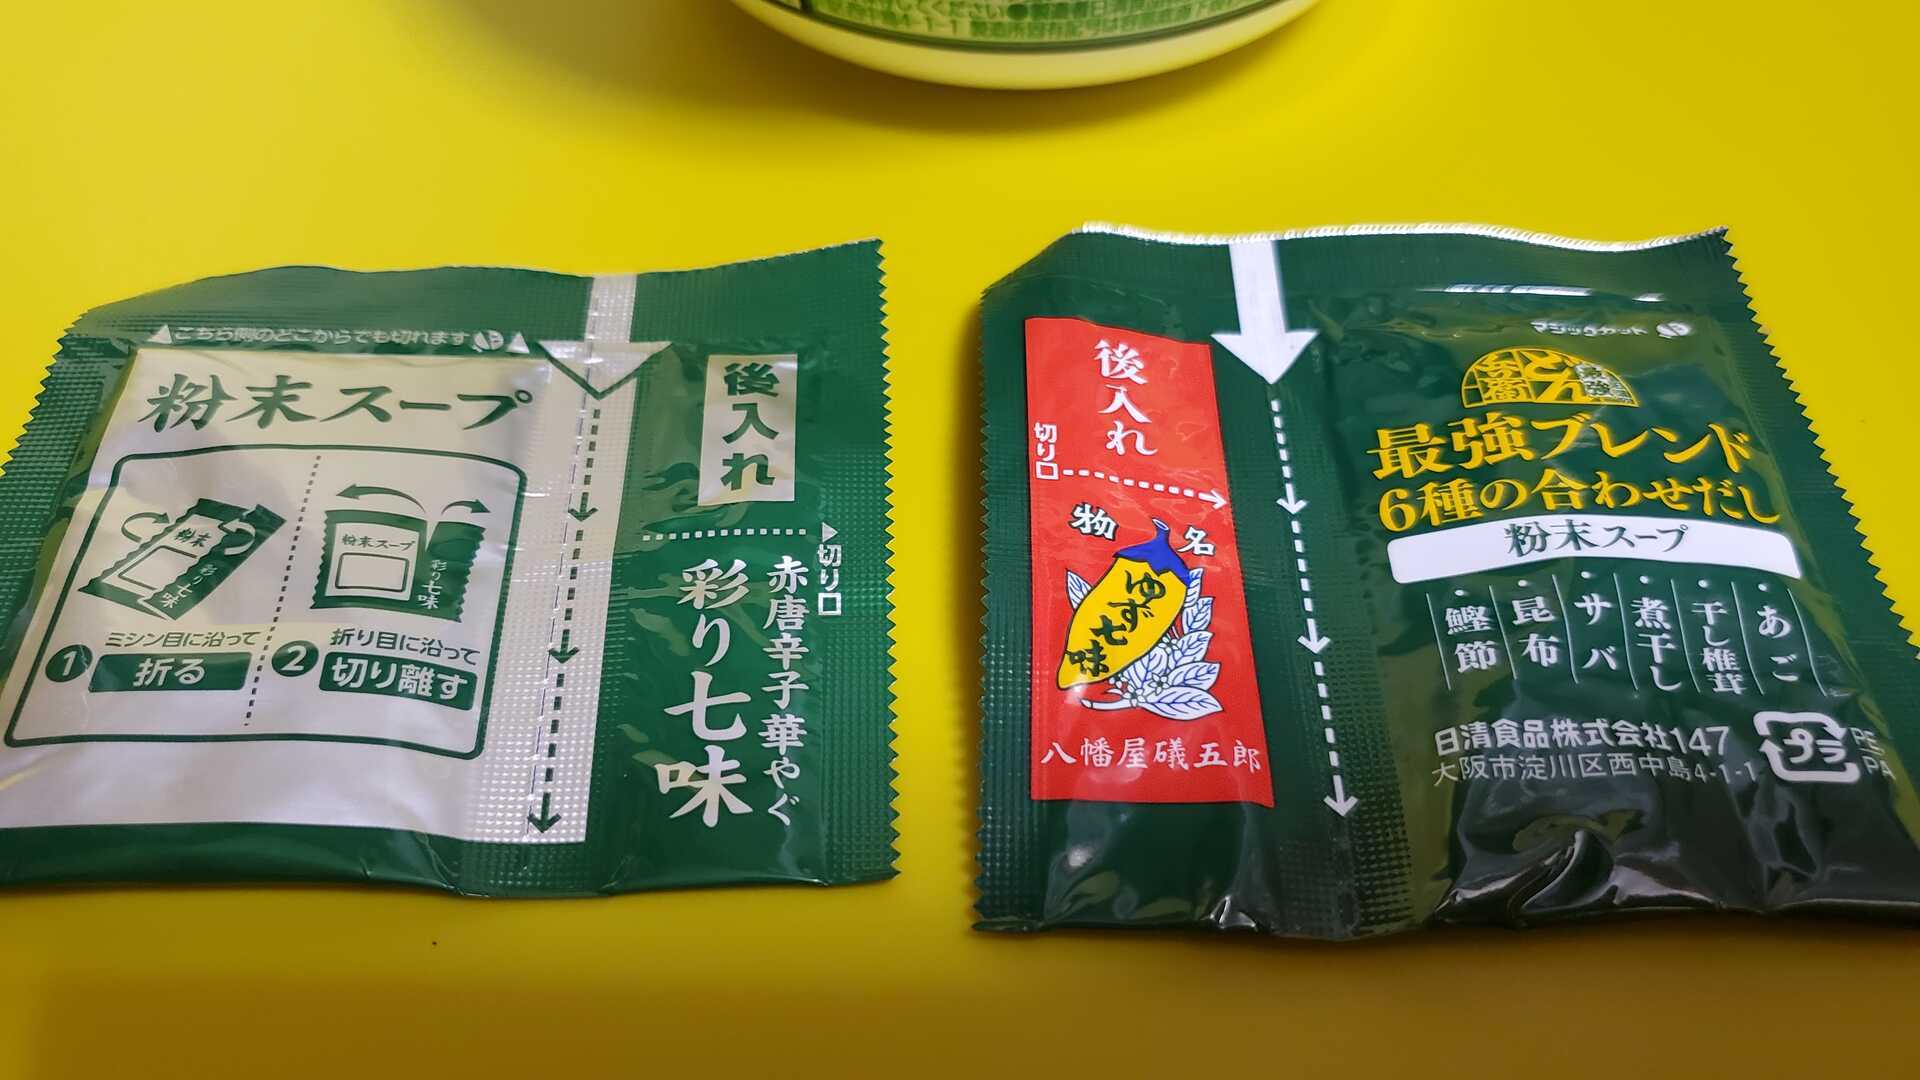 こちら側のどこからでも切れます
粉末スープ
粉末
彩り七味
粉末スープ
彩り七味
1
ミシン目に沿って
折る
2
折り目に沿って
切り離す
後入れ
切り口
赤唐辛子華やぐ
彩り七味
後入れ
切り口
名物
ゆず七味
八幡屋礒五郎
マジックカット
最強
どん兵衛
最強ブレンド
6種の合わせだし
粉末スープ
・鰹節
・昆布
・サバ
・煮干し
・干し椎茸
・あご
日清食品株式会社147
大阪市淀川区西中島4-1-1
プラ
PE
PA